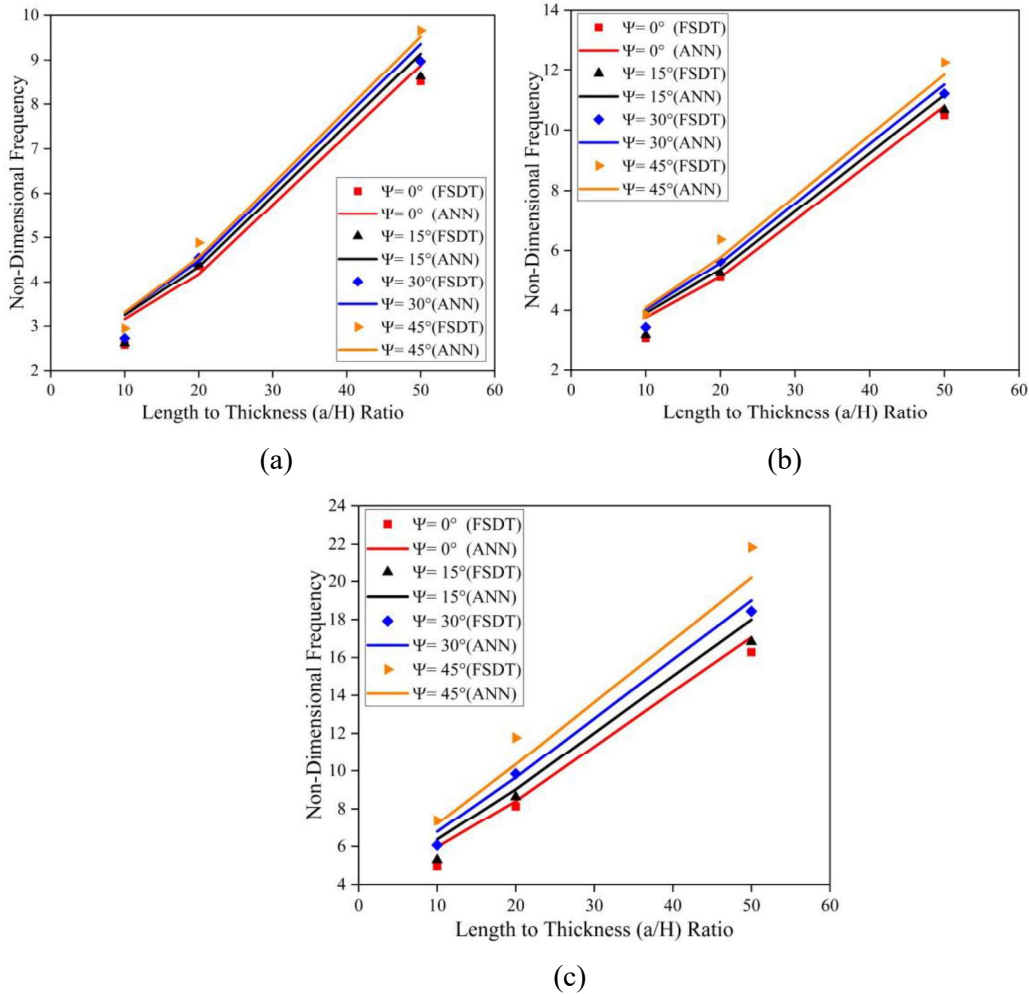 10
9
8
7
6
5
4
3
2
Non-Dimensional Frequency
Ψ= 0° (FSDT)
Ψ= 0° (ANN)
Ψ= 15°(FSDT)
Ψ= 15°(ANN)
Ψ= 30°(FSDT)
Ψ= 30°(ANN)
Ψ= 45°(FSDT)
Ψ= 45°(ANN)
0 10 20 30 40 50 60
Length to Thickness (a/H) Ratio
(a)
14
12
10
8
6
4
2
Non-Dimensional Frequency
Ψ= 0° (FSDT)
Ψ= 0° (ANN)
Ψ= 15°(FSDT)
Ψ= 15°(ANN)
Ψ= 30°(FSDT)
Ψ= 30°(ANN)
Ψ= 45°(FSDT)
Ψ= 45°(ANN)
0 10 20 30 40 50 60
Length to Thickness (a/H) Ratio
(b)
24
22
20
18
16
14
12
10
8
6
4
Non-Dimensional Frequency
Ψ= 0° (FSDT)
Ψ= 0° (ANN)
Ψ= 15°(FSDT)
Ψ= 15°(ANN)
Ψ= 30°(FSDT)
Ψ= 30°(ANN)
Ψ= 45°(FSDT)
Ψ= 45°(ANN)
0 10 20 30 40 50 60
Length to Thickness (a/H) Ratio
(c)